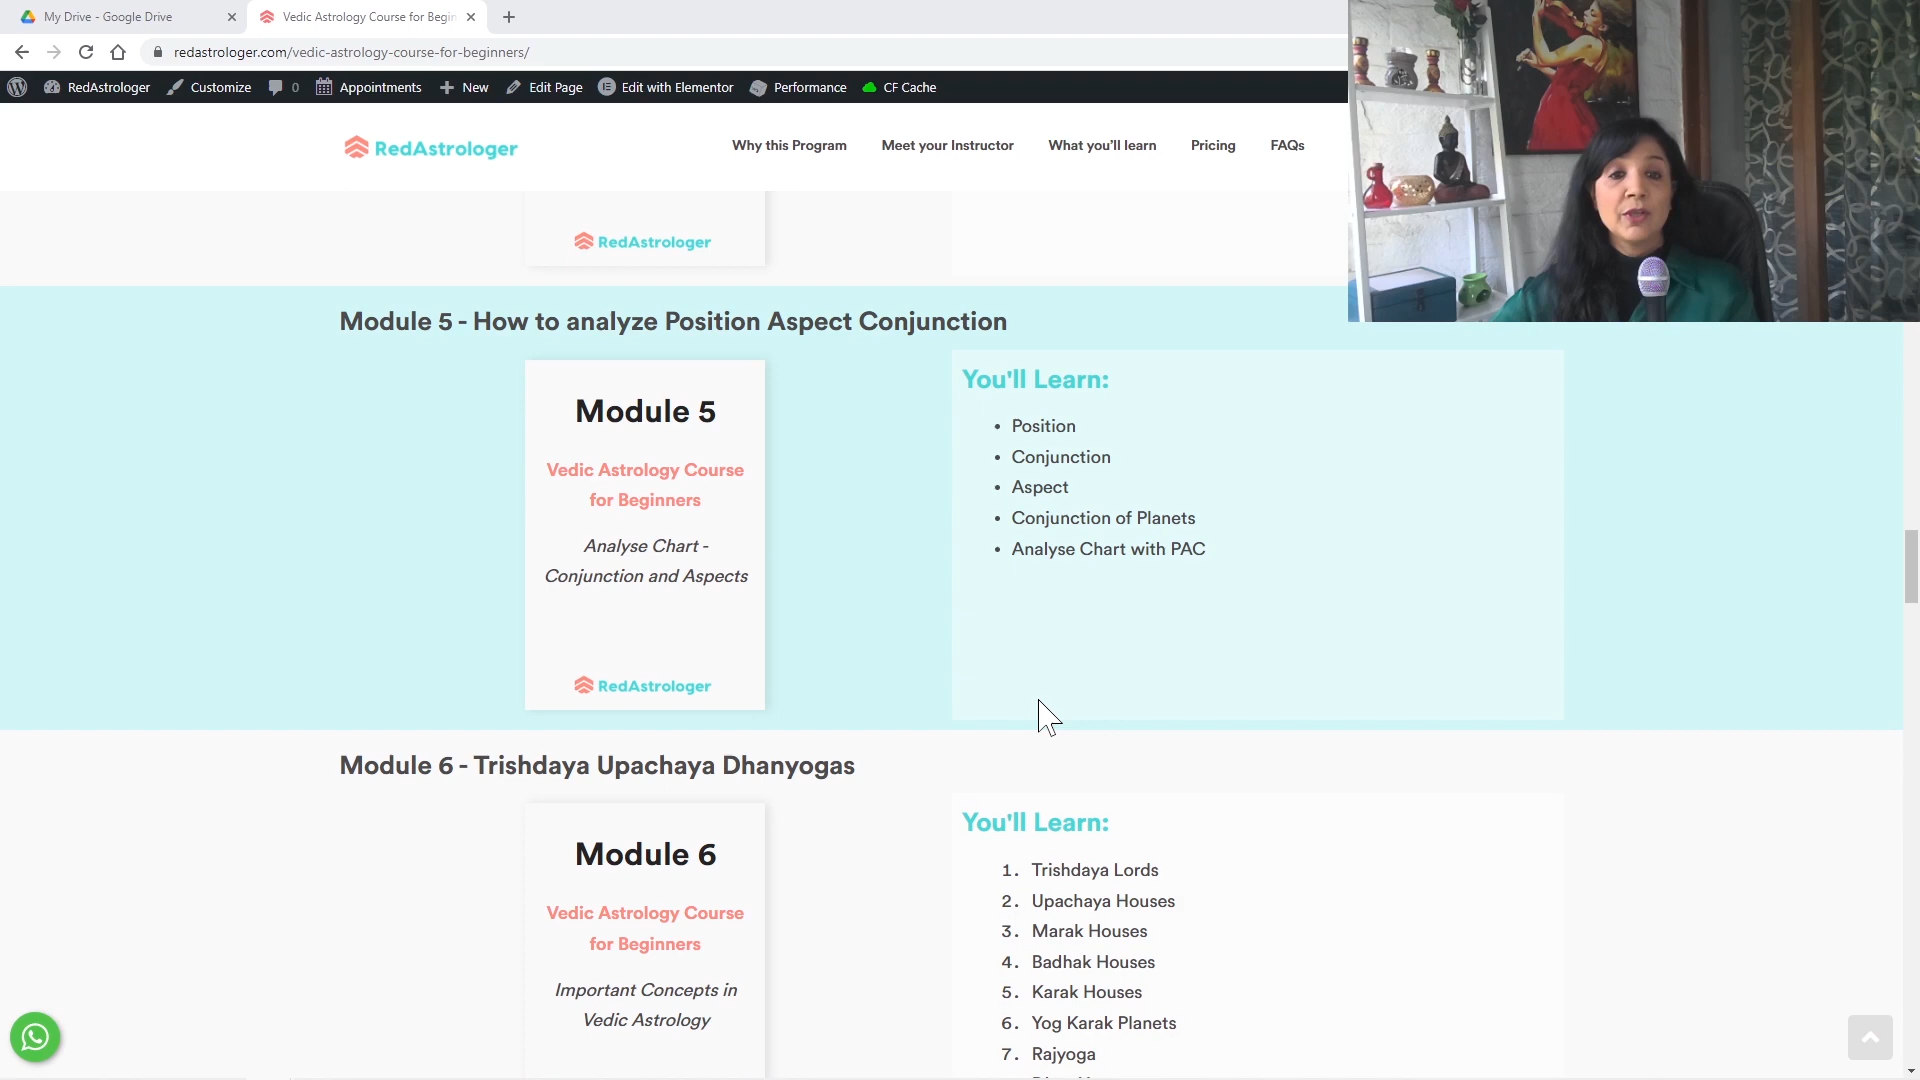 My Drive - Google Drive
Vedic Astrology Course for Begin
redastrologer.com/vedic-astrology-course-for-beginners/
RedAstrologer
Customize
0
Appointments
New
Edit Page
Edit with Elementor
Performance
CF Cache
RedAstrologer
Why this Program
Meet your Instructor
What you'll learn
Pricing
FAQs
RedAstrologer
Module 5 - How to analyze Position Aspect Conjunction
Module 5
Vedic Astrology Course
for Beginners
Analyse Chart -
Conjunction and Aspects
RedAstrologer
You'll Learn:
• Position
• Conjunction
• Aspect
• Conjunction of Planets
• Analyse Chart with PAC
Module 6 - Trishdaya Upachaya Dhanyogas
Module 6
Vedic Astrology Course
for Beginners
Important Concepts in
Vedic Astrology
You'll Learn:
1. Trishdaya Lords
2. Upachaya Houses
3. Marak Houses
4. Badhak Houses
5. Karak Houses
6. Yog Karak Planets
7. Rajyoga